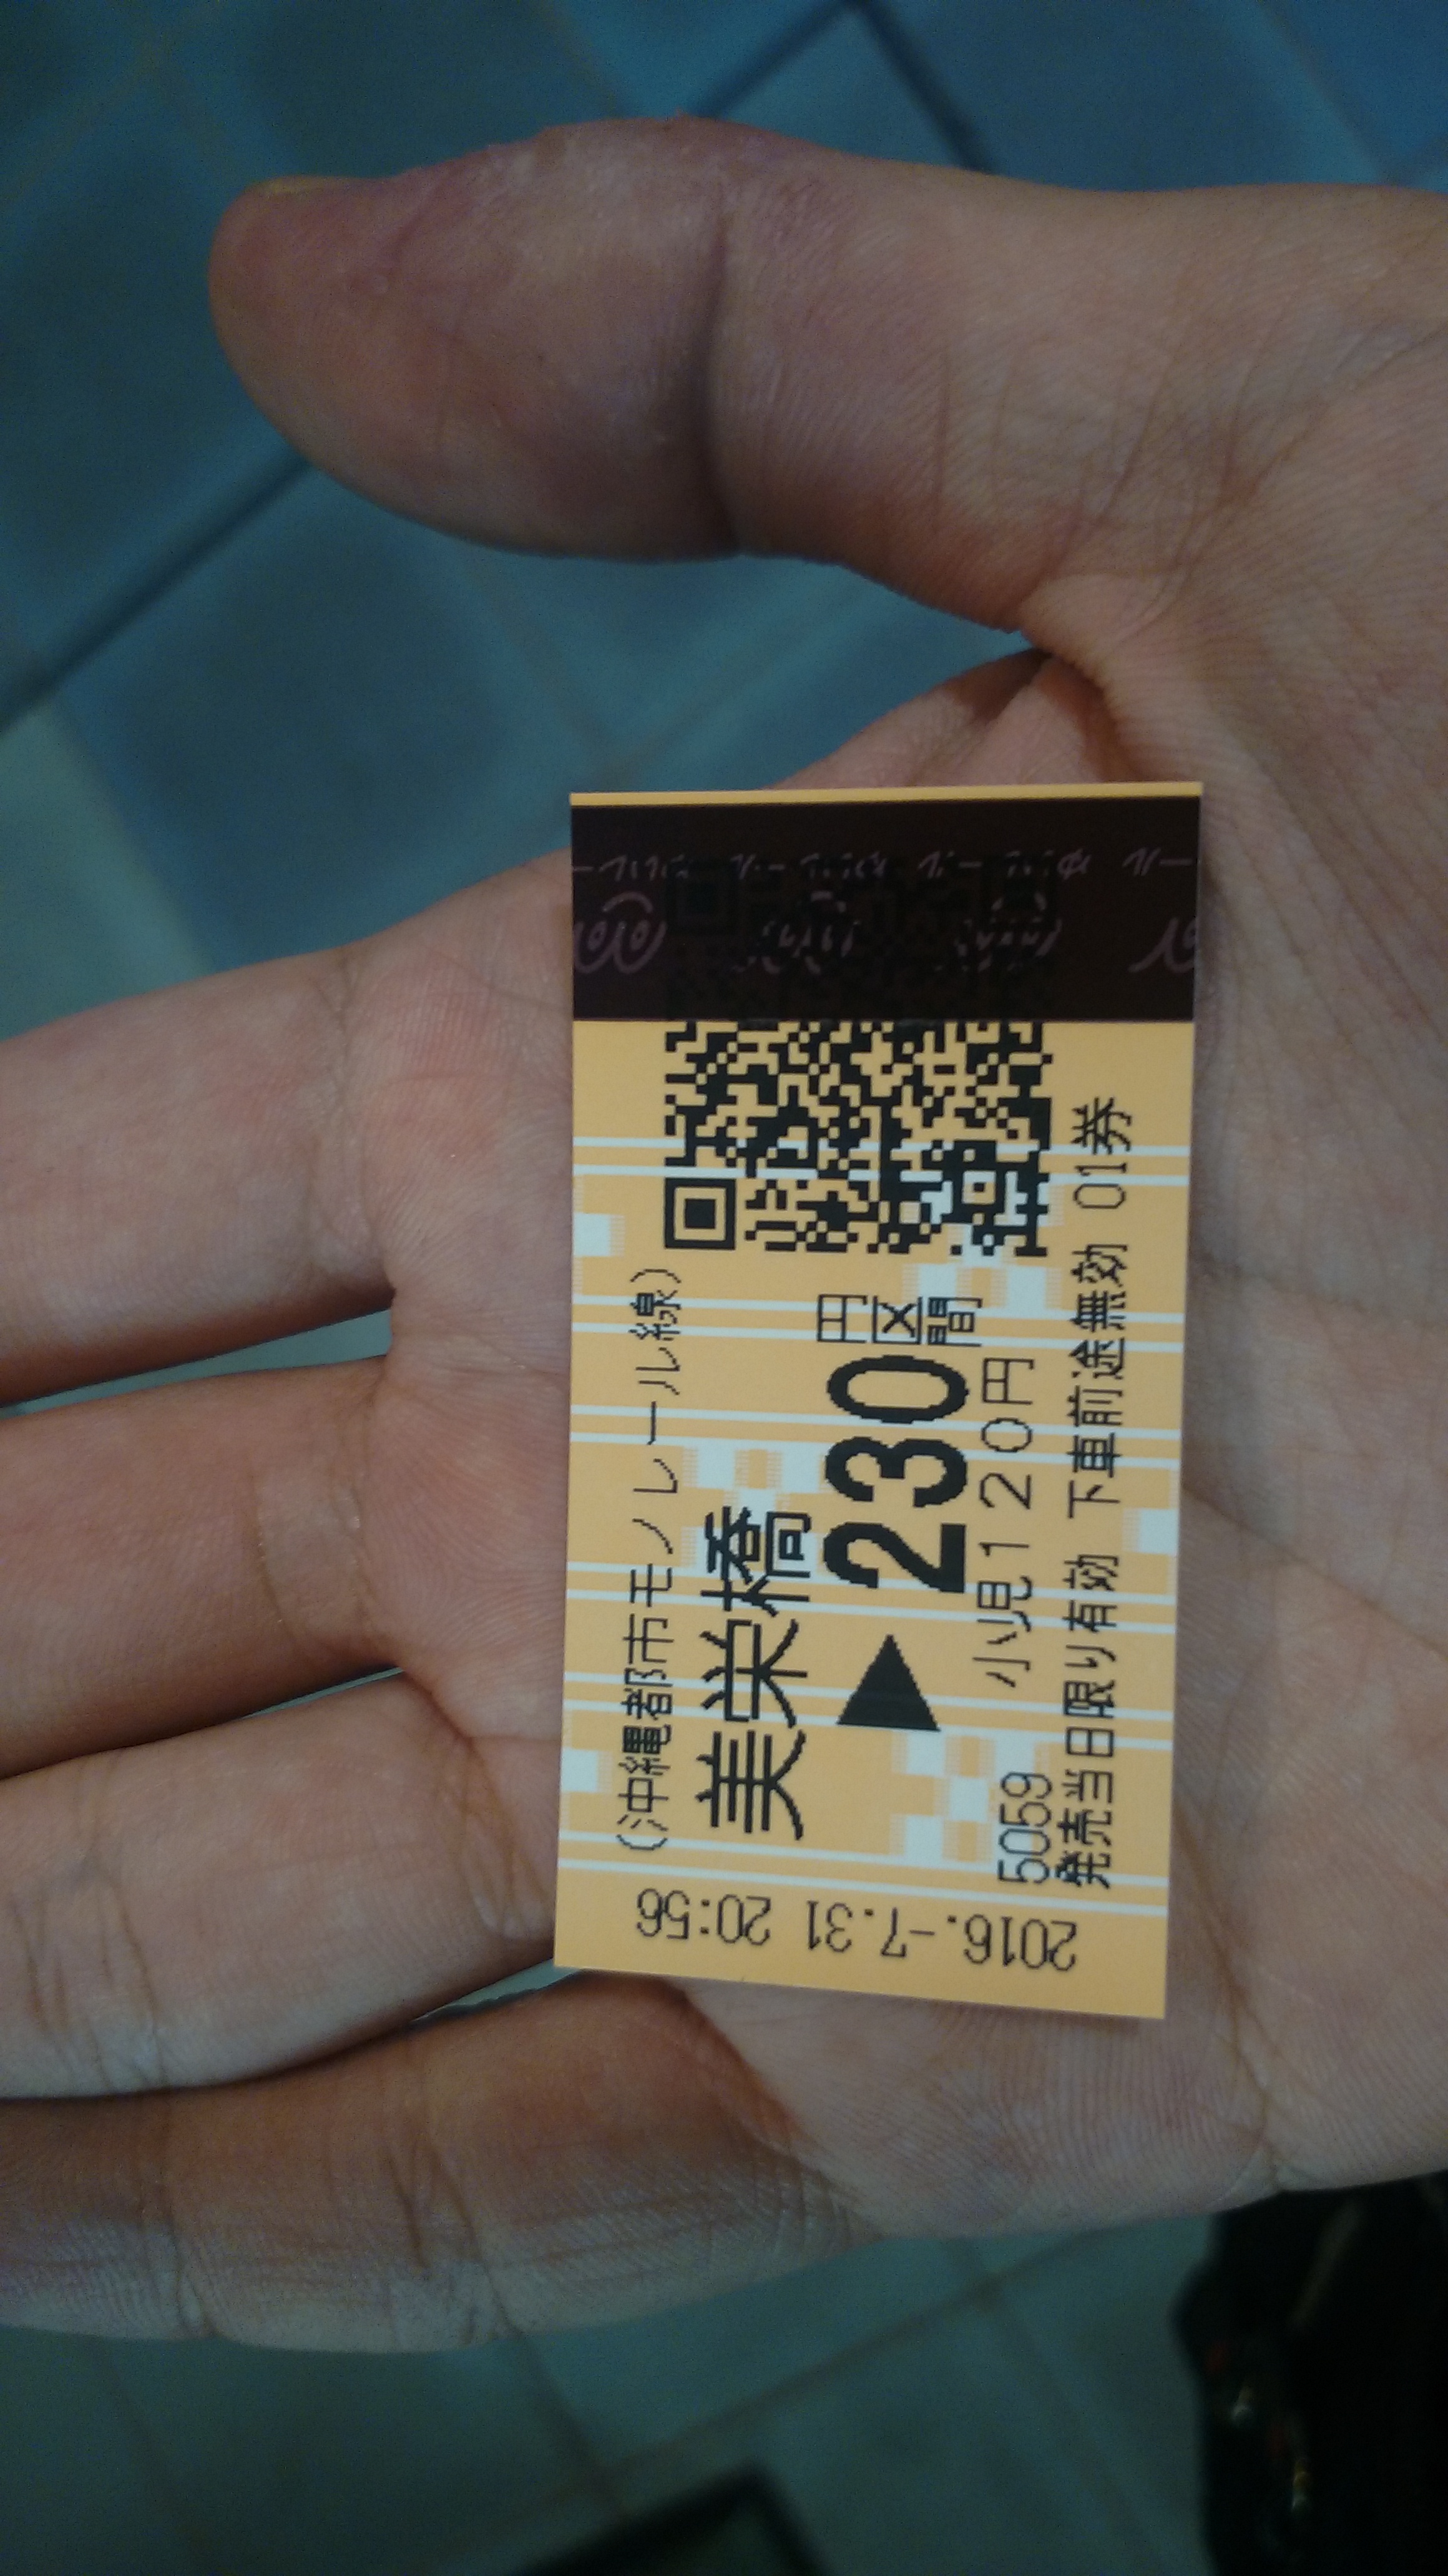 (沖縄都市モノレール線)
美栄橋
▶230円区間
小児120円
5059
発売当日限り有効 下車前途無効 01券
2016.-7.31 20:56